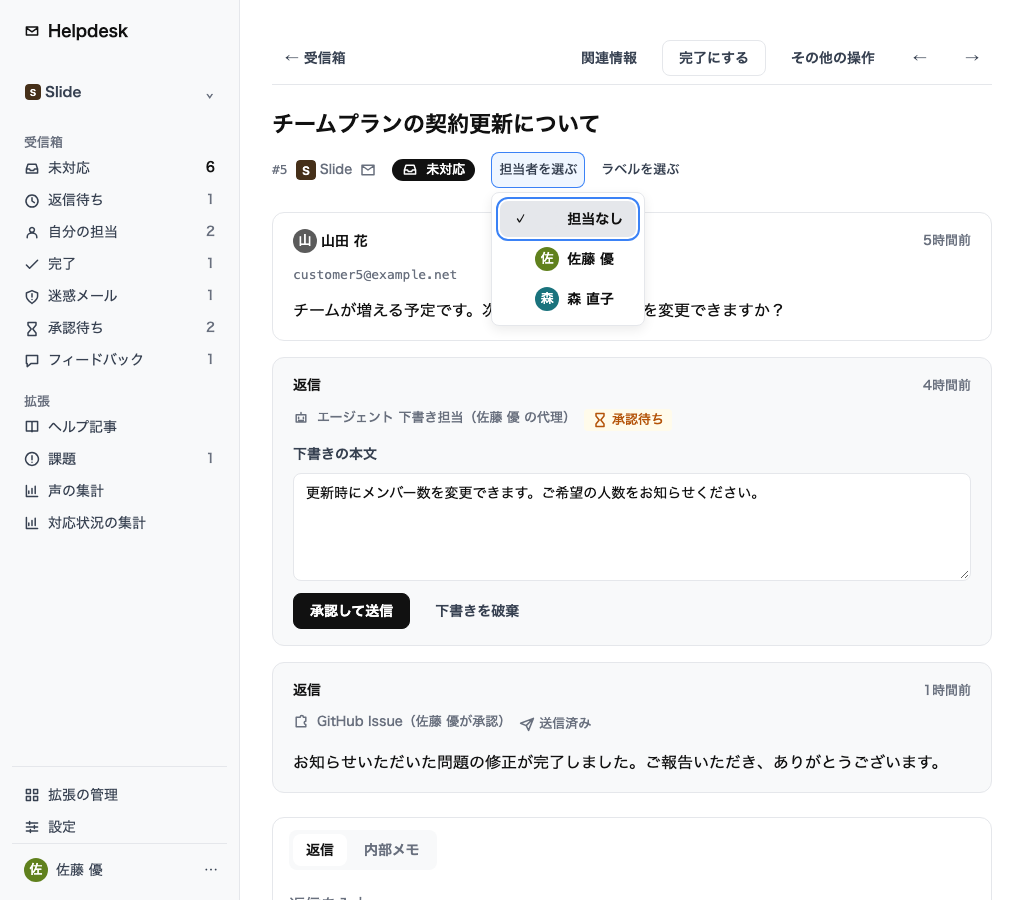 Helpdesk
S Slide
受信箱
未対応 6
返信待ち 1
自分の担当 2
完了 1
迷惑メール 1
承認待ち 2
フィードバック 1
拡張
ヘルプ記事
課題 1
声の集計
対応状況の集計
拡張の管理
設定
佐 佐藤 優 ...
← 受信箱 関連情報 完了にする その他の操作 ← →
チームプランの契約更新について
#5 S Slide 未対応 担当者を選ぶ ラベルを選ぶ
✓ 担当なし
佐 佐藤 優
森 森 直子
山 山田 花 5時間前
customer5@example.net
チームが増える予定です。 を変更できますか？
返信 4時間前
エージェント 下書き担当（佐藤 優 の代理） 承認待ち
下書きの本文
更新時にメンバー数を変更できます。ご希望の人数をお知らせください。
承認して送信 下書きを破棄
返信 1時間前
GitHub Issue（佐藤 優が承認） 送信済み
お知らせいただいた問題の修正が完了しました。ご報告いただき、ありがとうございます。
返信 内部メモ